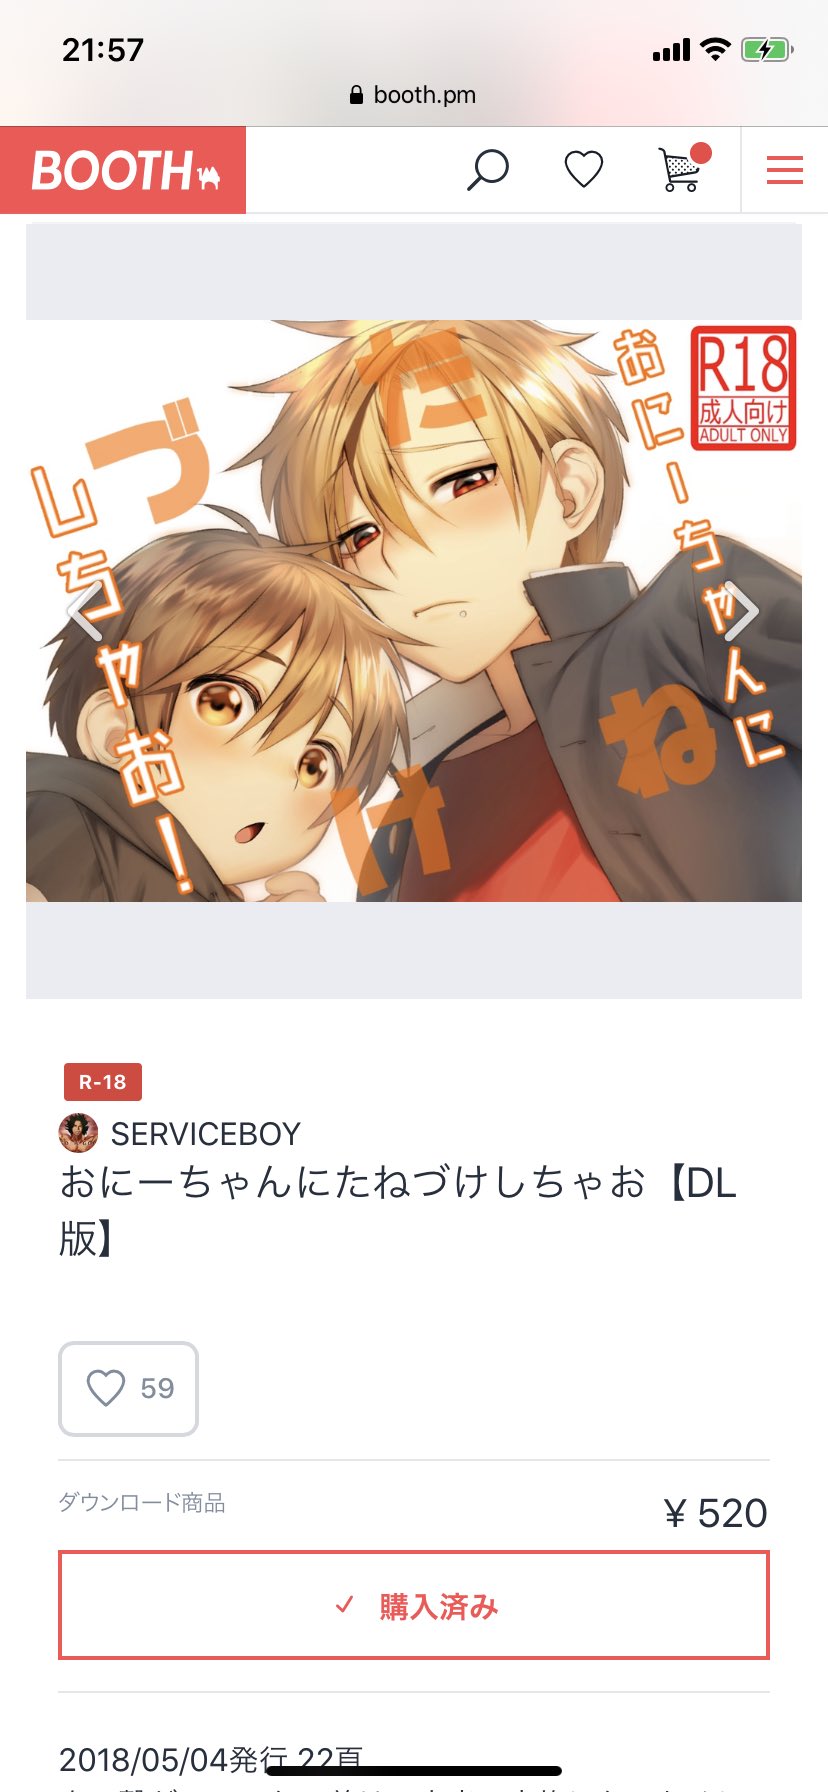 21:57
booth.pm
BOOTH
おにーちゃんに
たねづけ
しちゃお!
R18
成人向け
ADULT ONLY
R-18
SERVICEBOY
おにーちゃんにたねづけしちゃお【DL
版】
59
ダウンロード商品
¥ 520
購入済み
2018/05/04発行 22頁